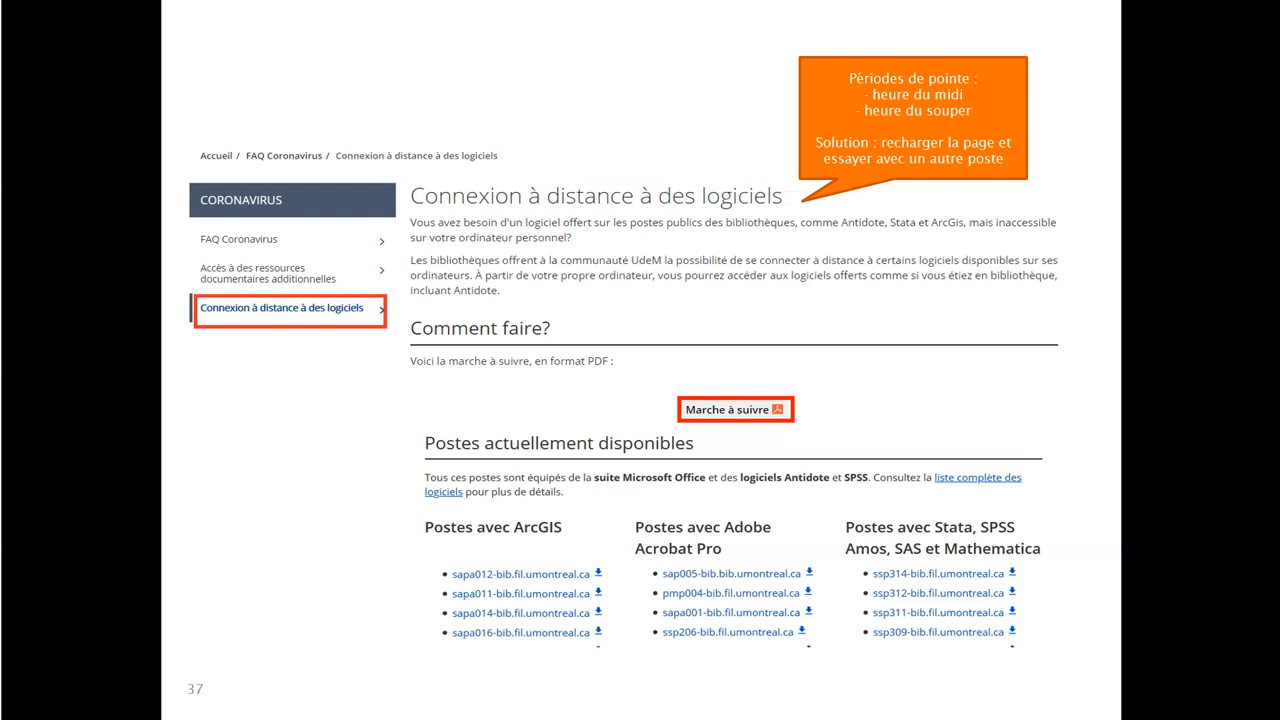 Périodes de pointe :
- heure du midi
- heure du souper
Solution : recharger la page et
essayer avec un autre poste
Accueil / FAQ Coronavirus / Connexion à distance à des logiciels
CORONAVIRUS
FAQ Coronavirus
Accès à des ressources
documentaires additionnelles
Connexion à distance à des logiciels
Connexion à distance à des logiciels
Vous avez besoin d'un logiciel offert sur les postes publics des bibliothèques, comme Antidote, Stata et ArcGis, mais inaccessible
sur votre ordinateur personnel?
Les bibliothèques offrent à la communauté UdeM la possibilité de se connecter à distance à certains logiciels disponibles sur ses
ordinateurs. À partir de votre propre ordinateur, vous pourrez accéder aux logiciels offerts comme si vous étiez en bibliothèque,
incluant Antidote.
Comment faire?
Voici la marche à suivre, en format PDF :
Marche à suivre
Postes actuellement disponibles
Tous ces postes sont équipés de la suite Microsoft Office et des logiciels Antidote et SPSS. Consultez la liste complète des
logiciels pour plus de détails.
Postes avec ArcGIS
• sapa012-bib.fil.umontreal.ca
• sapa011-bib.fil.umontreal.ca
• sapa014-bib.fil.umontreal.ca
• sapa016-bib.fil.umontreal.ca
Postes avec Adobe
Acrobat Pro
• sap005-bib.bib.umontreal.ca
• pmp004-bib.fil.umontreal.ca
• sapa001-bib.fil.umontreal.ca
• ssp206-bib.fil.umontreal.ca
Postes avec Stata, SPSS
Amos, SAS et Mathematica
• ssp314-bib.fil.umontreal.ca
• ssp312-bib.fil.umontreal.ca
• ssp311-bib.fil.umontreal.ca
• ssp309-bib.fil.umontreal.ca
37